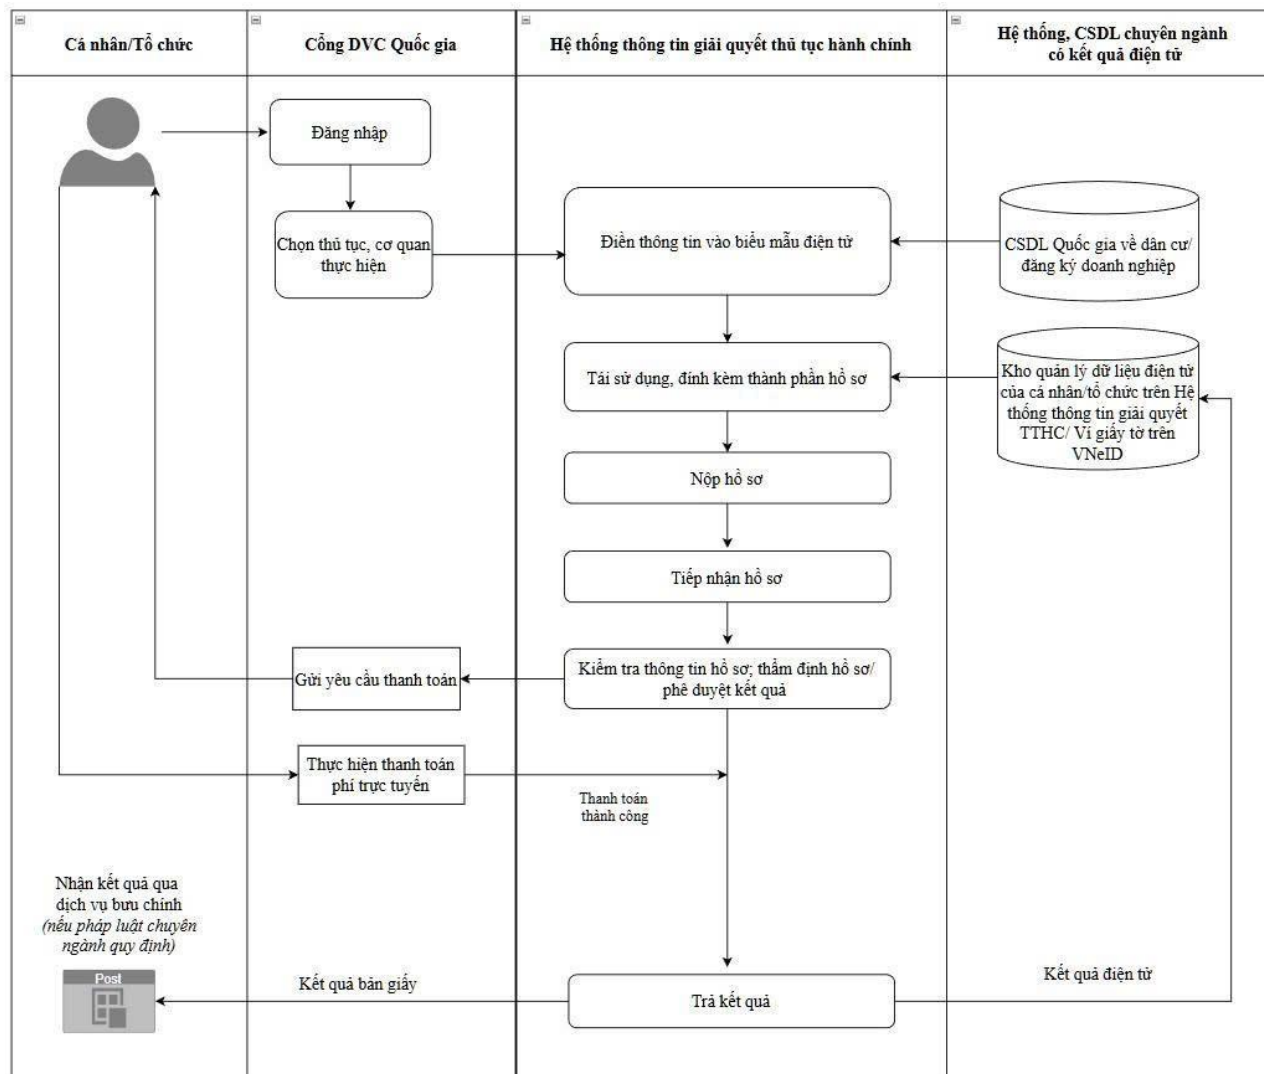 Cá nhân/Tổ chức
Cổng DVC Quốc gia
Hệ thống thông tin giải quyết thủ tục hành chính
Hệ thống, CSDL chuyên ngành
có kết quả điện tử
Đăng nhập
Chọn thủ tục, cơ quan
thực hiện
Điền thông tin vào biểu mẫu điện tử
CSDL Quốc gia về dân cư/
đăng ký doanh nghiệp
Tái sử dụng, đính kèm thành phần hồ sơ
Kho quản lý dữ liệu điện tử
của cá nhân/tổ chức trên Hệ
thống thông tin giải quyết
TTHC/ Ví giấy tờ trên
VNeID
Nộp hồ sơ
Tiếp nhận hồ sơ
Kiểm tra thông tin hồ sơ; thẩm định hồ sơ/
phê duyệt kết quả
Gửi yêu cầu thanh toán
Thực hiện thanh toán
phí trực tuyến
Thanh toán
thành công
Nhận kết quả qua
dịch vụ bưu chính
(nếu pháp luật chuyên
ngành quy định)
Post
Kết quả bản giấy
Trả kết quả
Kết quả điện tử